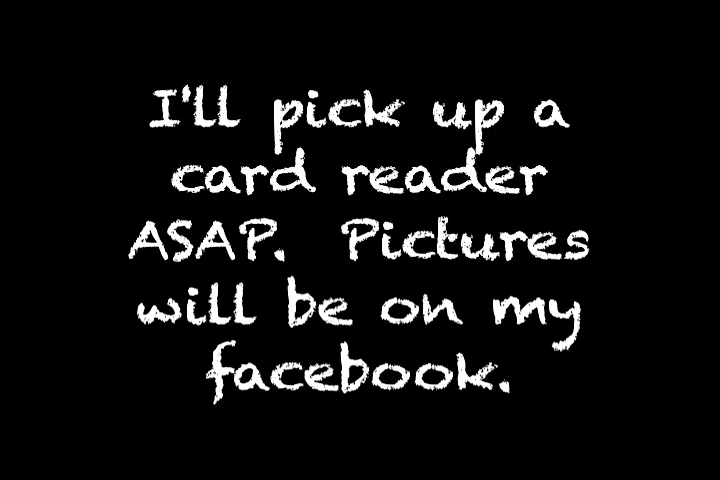 I'll pick up a
card reader
ASAP.  Pictures
will be on my
facebook.